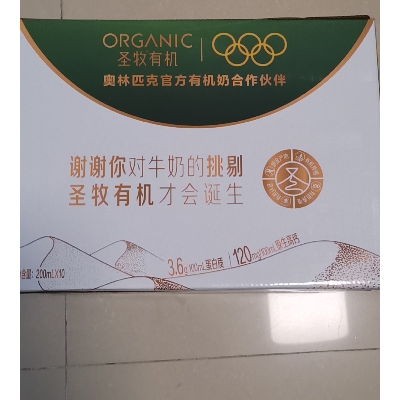 ORGANIC
圣牧有机
奥林匹克官方有机奶合作伙伴
谢谢你对牛奶的挑剔
圣牧有机才会诞生
3.6g/100mL蛋白质
120mg/100mL原生高钙
含量：200mL×10